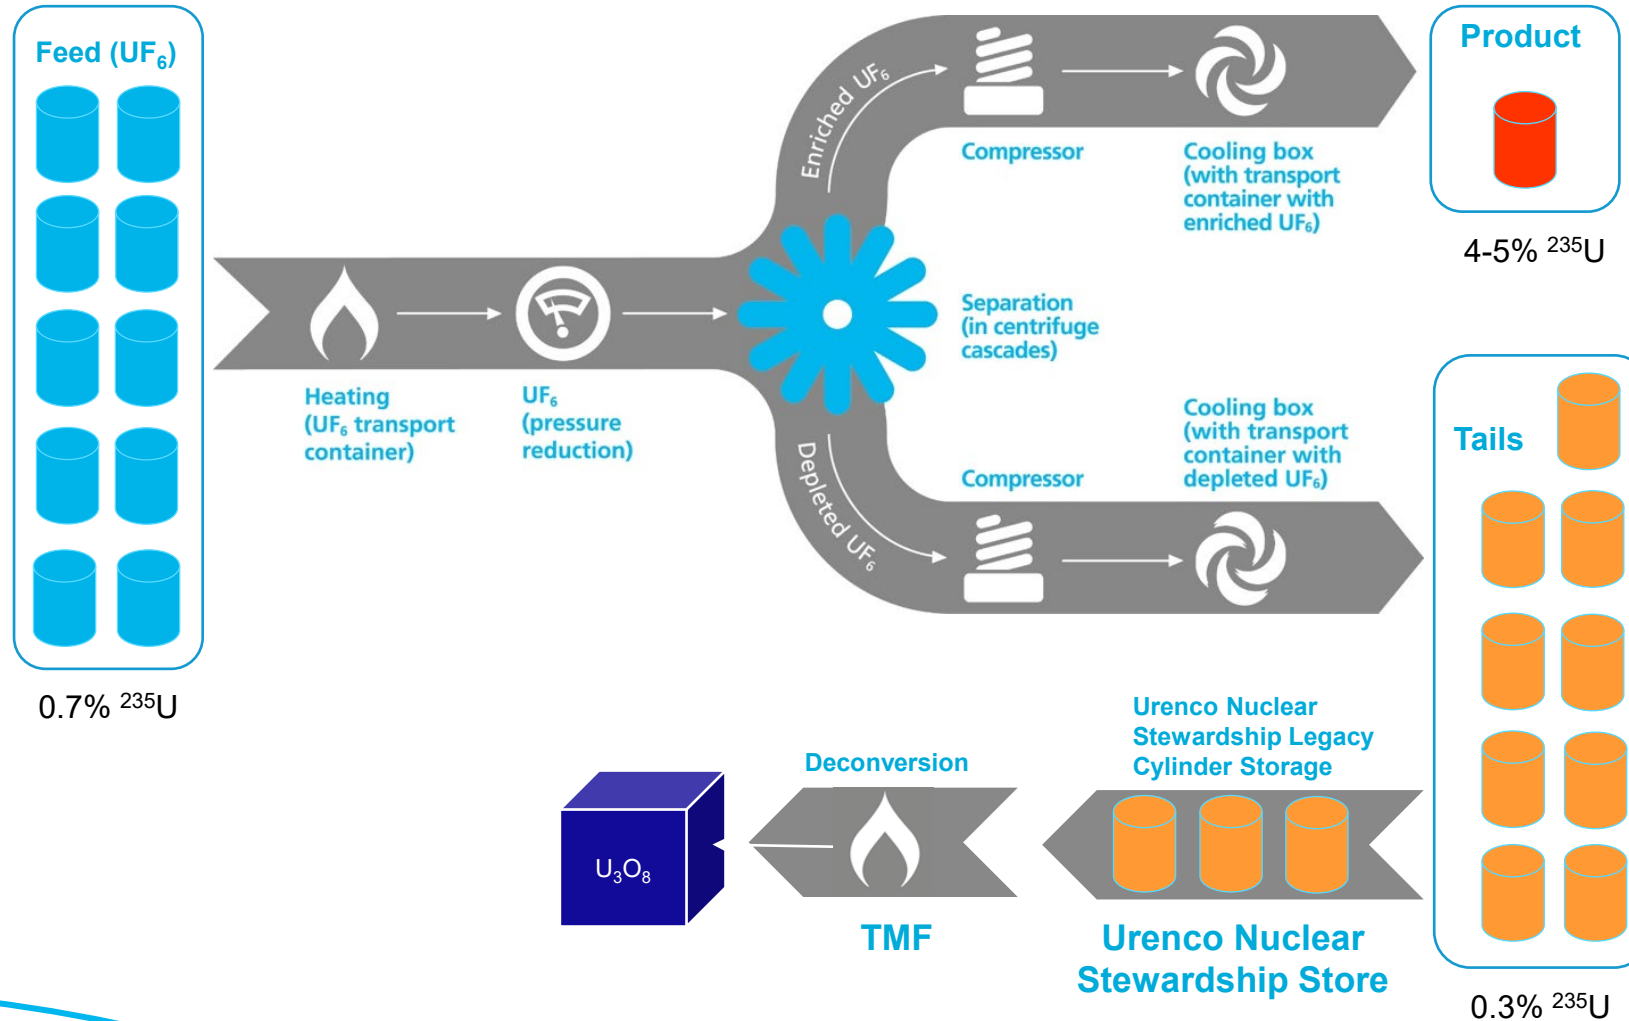 Feed (UF₆)
0.7% ²³⁵U
Heating
(UF₆ transport
container)
UF₆
(pressure
reduction)
Enriched UF₆
Depleted UF₆
Separation
(in centrifuge
cascades)
Compressor
Cooling box
(with transport
container with
enriched UF₆)
Product
4-5% ²³⁵U
Compressor
Cooling box
(with transport
container with
depleted UF₆)
Tails
0.3% ²³⁵U
Urenco Nuclear
Stewardship Legacy
Cylinder Storage
Urenco Nuclear
Stewardship Store
Deconversion
TMF
U₃O₈